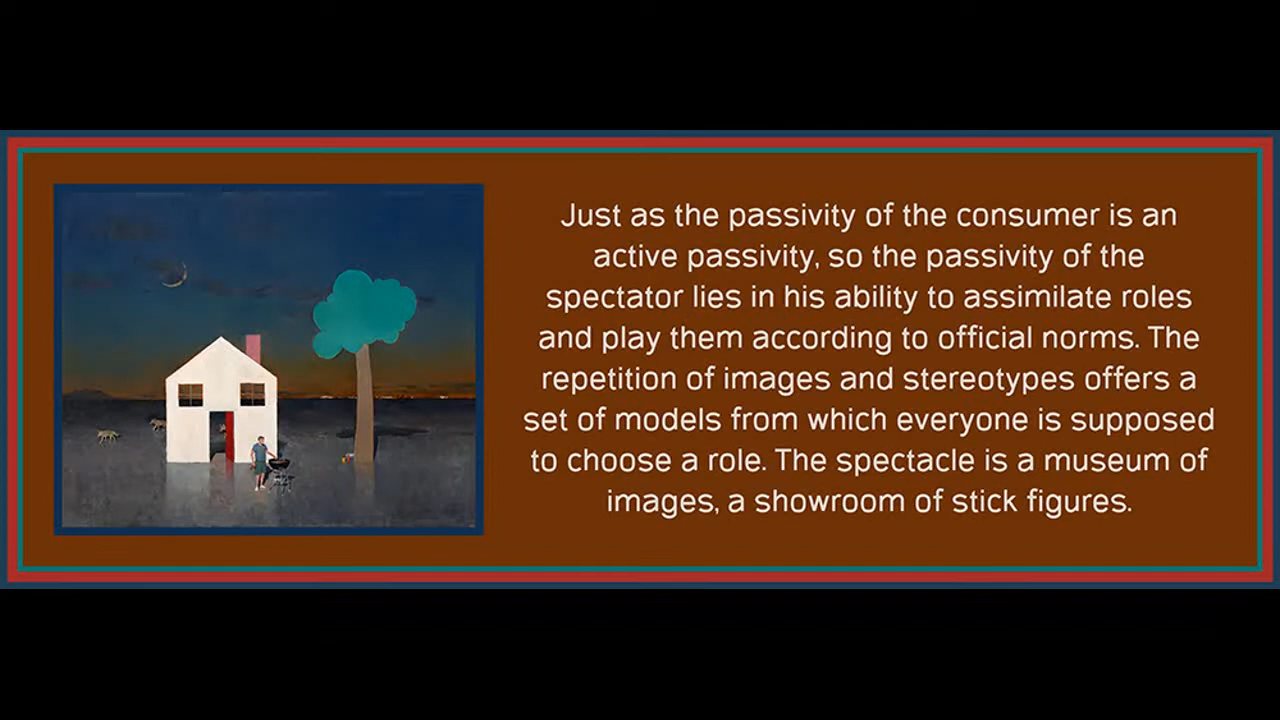 Just as the passivity of the consumer is an
active passivity, so the passivity of the
spectator lies in his ability to assimilate roles
and play them according to official norms. The
repetition of images and stereotypes offers a
set of models from which everyone is supposed
to choose a role. The spectacle is a museum of
images, a showroom of stick figures.